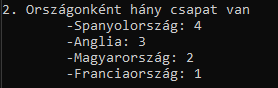 2. Országonként hány csapat van
-Spanyolország: 4
-Anglia: 3
-Magyarország: 2
-Franciaország: 1